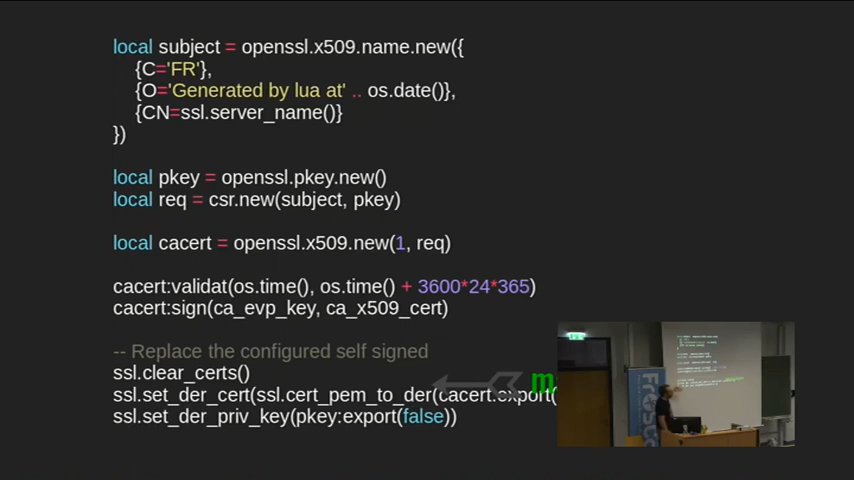 local subject = openssl.x509.name.new({
{C='FR'},
{O='Generated by lua at' .. os.date()},
{CN=ssl.server_name()}
})
local pkey = openssl.pkey.new()
local req = csr.new(subject, pkey)
local cacert = openssl.x509.new(1, req)
cacert:validat(os.time(), os.time() + 3600*24*365)
cacert:sign(ca_evp_key, ca_x509_cert)
-- Replace the configured self signed
ssl.clear_certs()
ssl.set_der_cert(ssl.cert_pem_to_der(cacert.export(
m
ssl.set_der_priv_key(pkey:export(false))